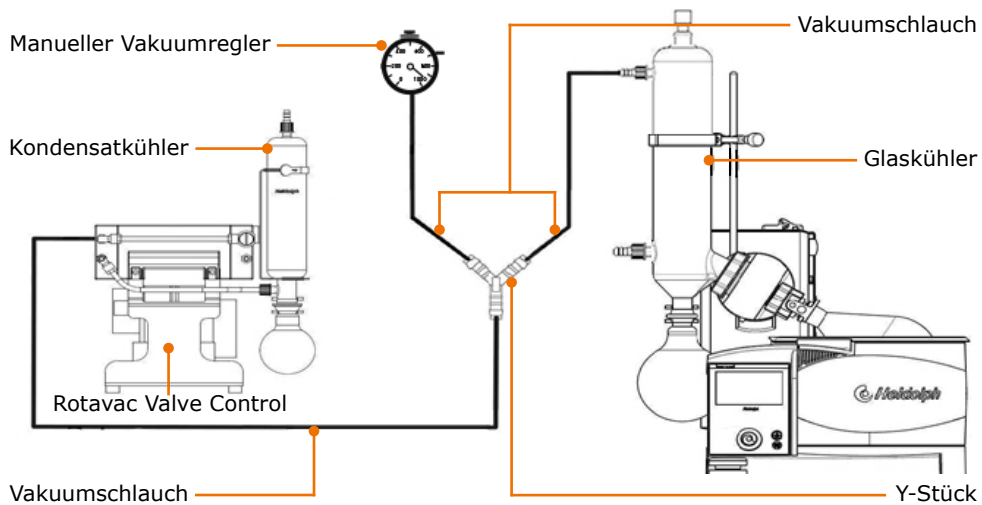 Vakuumschlauch
Manueller Vakuumregler
Kondensatkühler
Glaskühler
Heidolph
Rotavac Valve Control
Vakuumschlauch
Y-Stück